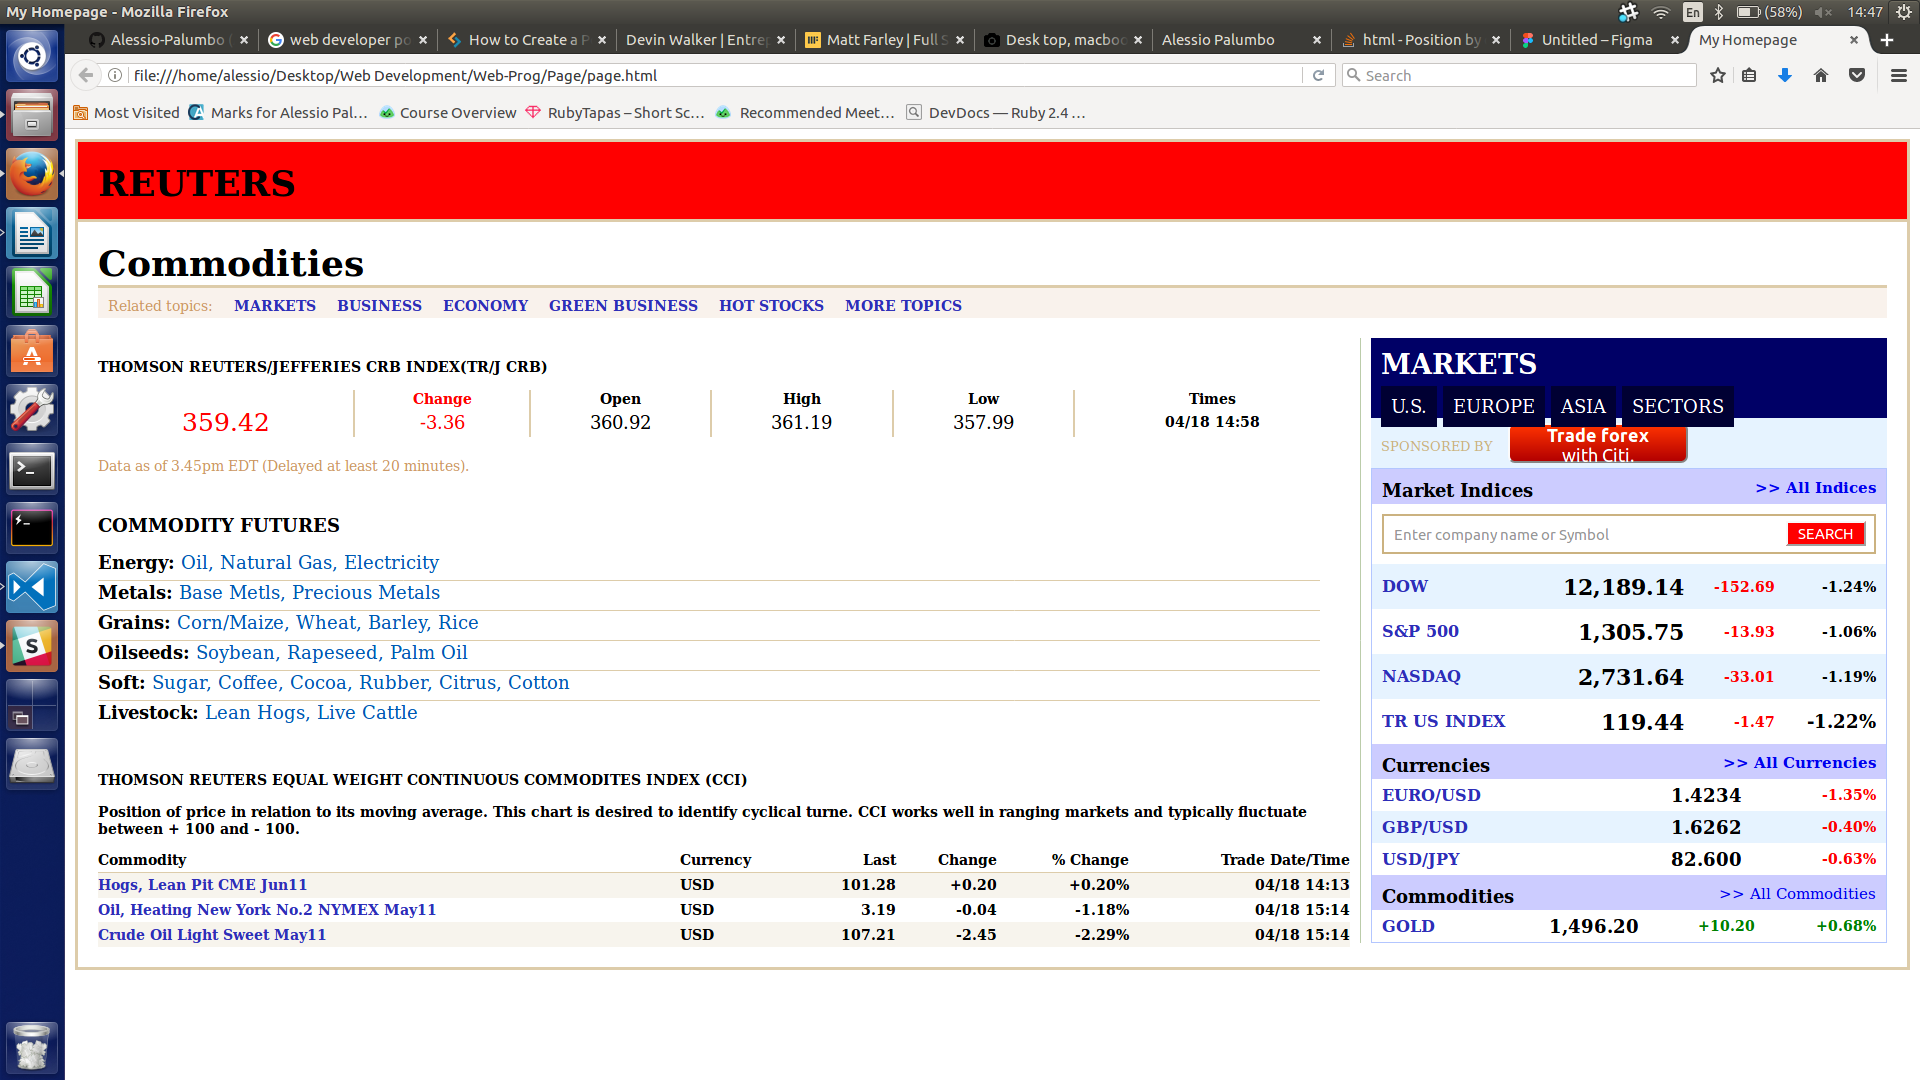 My Homepage - Mozilla Firefox
En (58%) 14:47
Alessio-Palumbo
web developer po
How to Create a P
Devin Walker | Entre
Matt Farley | Full S
Desk top, macboo
Alessio Palumbo
html - Position by
Untitled – Figma
My Homepage
file:///home/alessio/Desktop/Web Development/Web-Prog/Page/page.html
Search
Most Visited Marks for Alessio Pal... Course Overview RubyTapas – Short Sc... Recommended Meet... DevDocs — Ruby 2.4 ...
REUTERS
Commodities
Related topics: MARKETS BUSINESS ECONOMY GREEN BUSINESS HOT STOCKS MORE TOPICS
THOMSON REUTERS/JEFFERIES CRB INDEX(TR/J CRB)
Change Open High Low Times
359.42 -3.36 360.92 361.19 357.99 04/18 14:58
Data as of 3.45pm EDT (Delayed at least 20 minutes).
COMMODITY FUTURES
Energy: Oil, Natural Gas, Electricity
Metals: Base Metls, Precious Metals
Grains: Corn/Maize, Wheat, Barley, Rice
Oilseeds: Soybean, Rapeseed, Palm Oil
Soft: Sugar, Coffee, Cocoa, Rubber, Citrus, Cotton
Livestock: Lean Hogs, Live Cattle
THOMSON REUTERS EQUAL WEIGHT CONTINUOUS COMMODITES INDEX (CCI)
Position of price in relation to its moving average. This chart is desired to identify cyclical turne. CCI works well in ranging markets and typically fluctuate
between + 100 and - 100.
Commodity Currency Last Change % Change Trade Date/Time
Hogs, Lean Pit CME Jun11 USD 101.28 +0.20 +0.20% 04/18 14:13
Oil, Heating New York No.2 NYMEX May11 USD 3.19 -0.04 -1.18% 04/18 15:14
Crude Oil Light Sweet May11 USD 107.21 -2.45 -2.29% 04/18 15:14
MARKETS
U.S. EUROPE ASIA SECTORS
SPONSORED BY
Trade forex
with Citi.
Market Indices >> All Indices
Enter company name or Symbol SEARCH
DOW 12,189.14 -152.69 -1.24%
S&P 500 1,305.75 -13.93 -1.06%
NASDAQ 2,731.64 -33.01 -1.19%
TR US INDEX 119.44 -1.47 -1.22%
Currencies >> All Currencies
EURO/USD 1.4234 -1.35%
GBP/USD 1.6262 -0.40%
USD/JPY 82.600 -0.63%
Commodities >> All Commodities
GOLD 1,496.20 +10.20 +0.68%